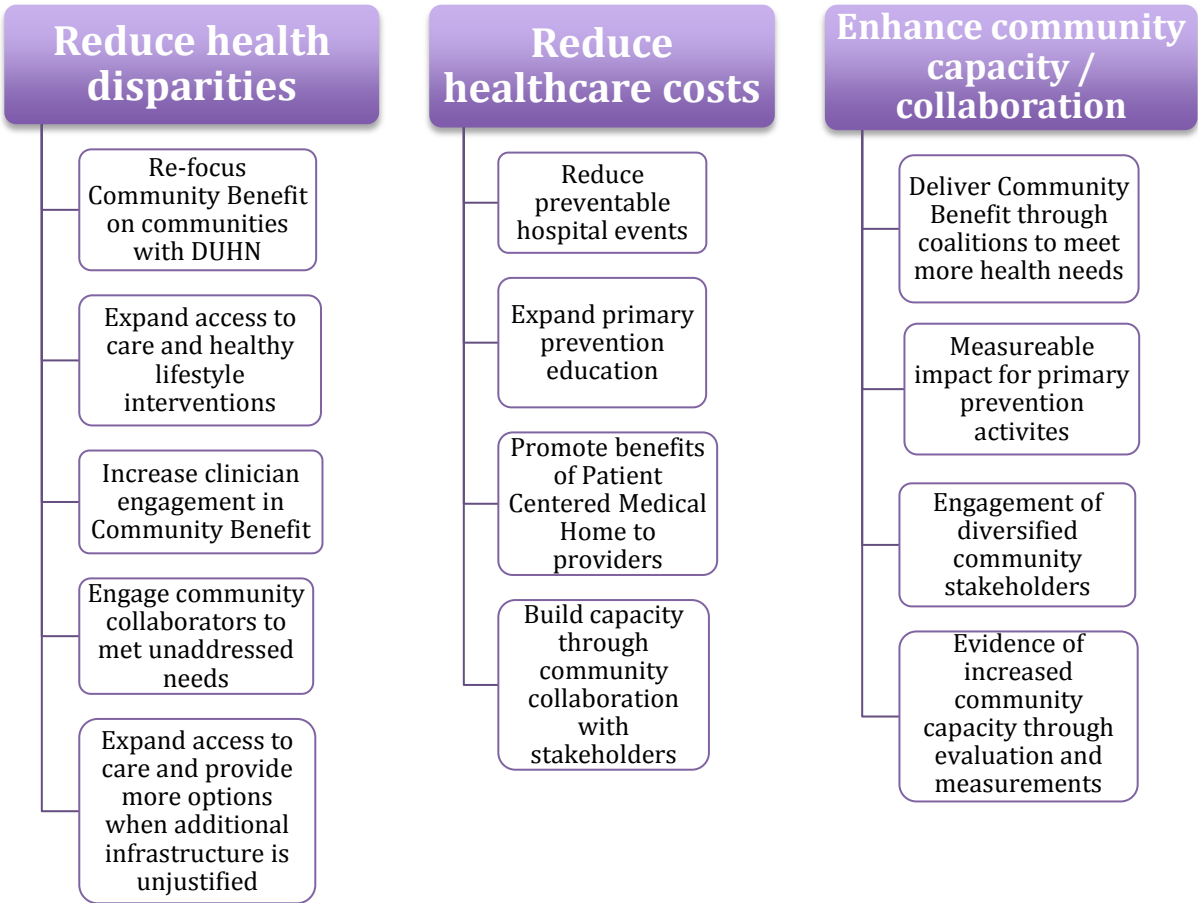 Reduce health
disparities
Re-focus
Community Benefit
on communities
with DUHN
Expand access to
care and healthy
lifestyle
interventions
Increase clinician
engagement in
Community Benefit
Engage community
collaborators to
met unaddressed
needs
Expand access to
care and provide
more options
when additional
infrastructure is
unjustified
Reduce
healthcare costs
Reduce
preventable
hospital events
Expand primary
prevention
education
Promote benefits
of Patient
Centered Medical
Home to
providers
Build capacity
through
community
collaboration
with
stakeholders
Enhance community
capacity /
collaboration
Deliver Community
Benefit through
coalitions to meet
more health needs
Measureable
impact for primary
prevention
activites
Engagement of
diversified
community
stakeholders
Evidence of
increased
community
capacity through
evaluation and
measurements